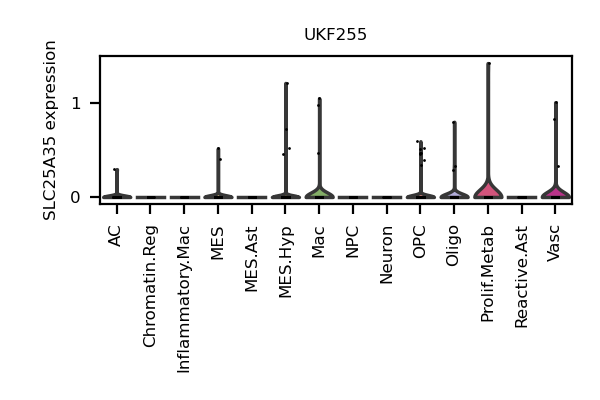 UKF255
SLC25A35 expression
1
0
AC
Chromatin.Reg
Inflammatory.Mac
MES
MES.Ast
MES.Hyp
Mac
NPC
Neuron
OPC
Oligo
Prolif.Metab
Reactive.Ast
Vasc